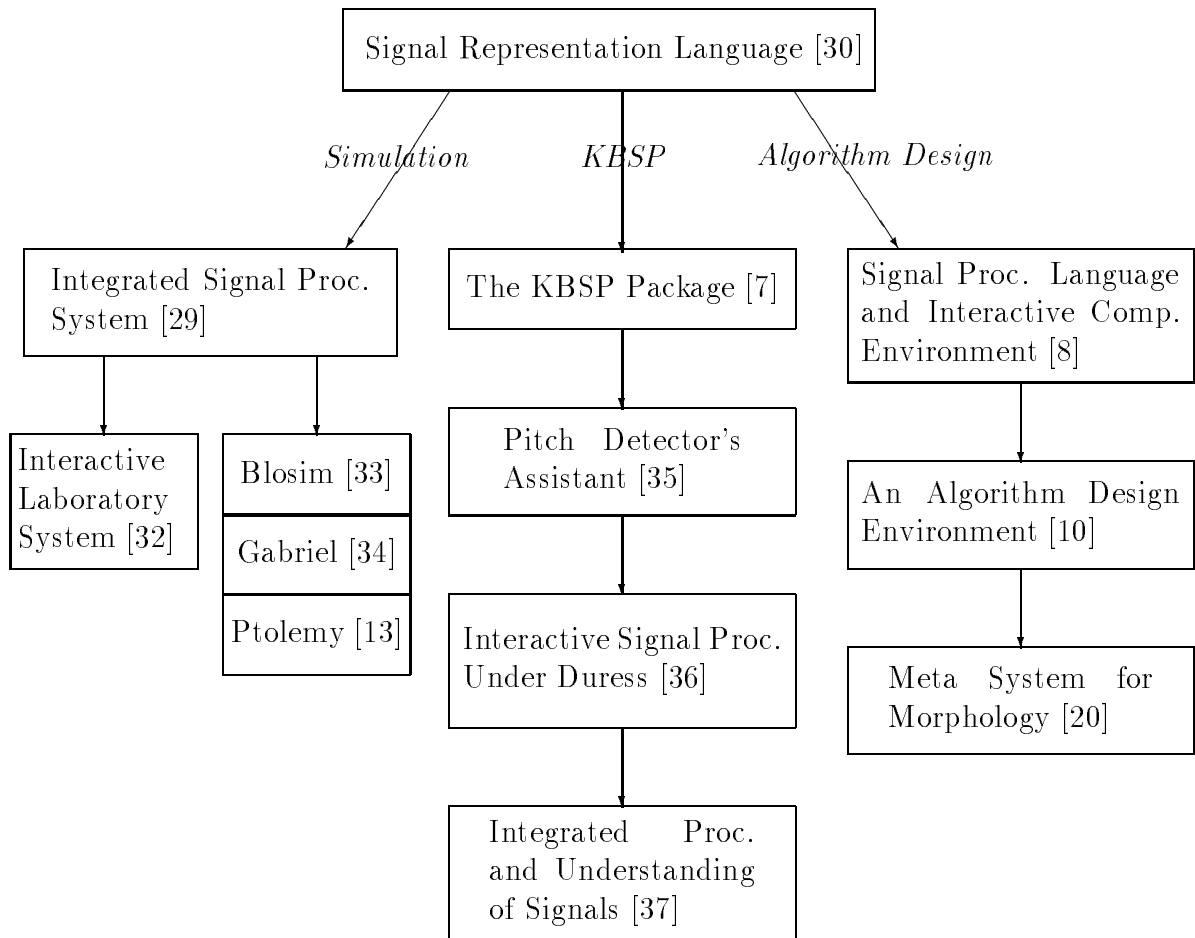 Signal Representation Language [30]
Simulation
KBSP
Algorithm Design
Integrated Signal Proc.
System [29]
The KBSP Package [7]
Signal Proc. Language
and Interactive Comp.
Environment [8]
Interactive
Laboratory
System [32]
Blosim [33]
Gabriel [34]
Ptolemy [13]
Pitch Detector's
Assistant [35]
An Algorithm Design
Environment [10]
Interactive Signal Proc.
Under Duress [36]
Meta System for
Morphology [20]
Integrated Proc.
and Understanding
of Signals [37]